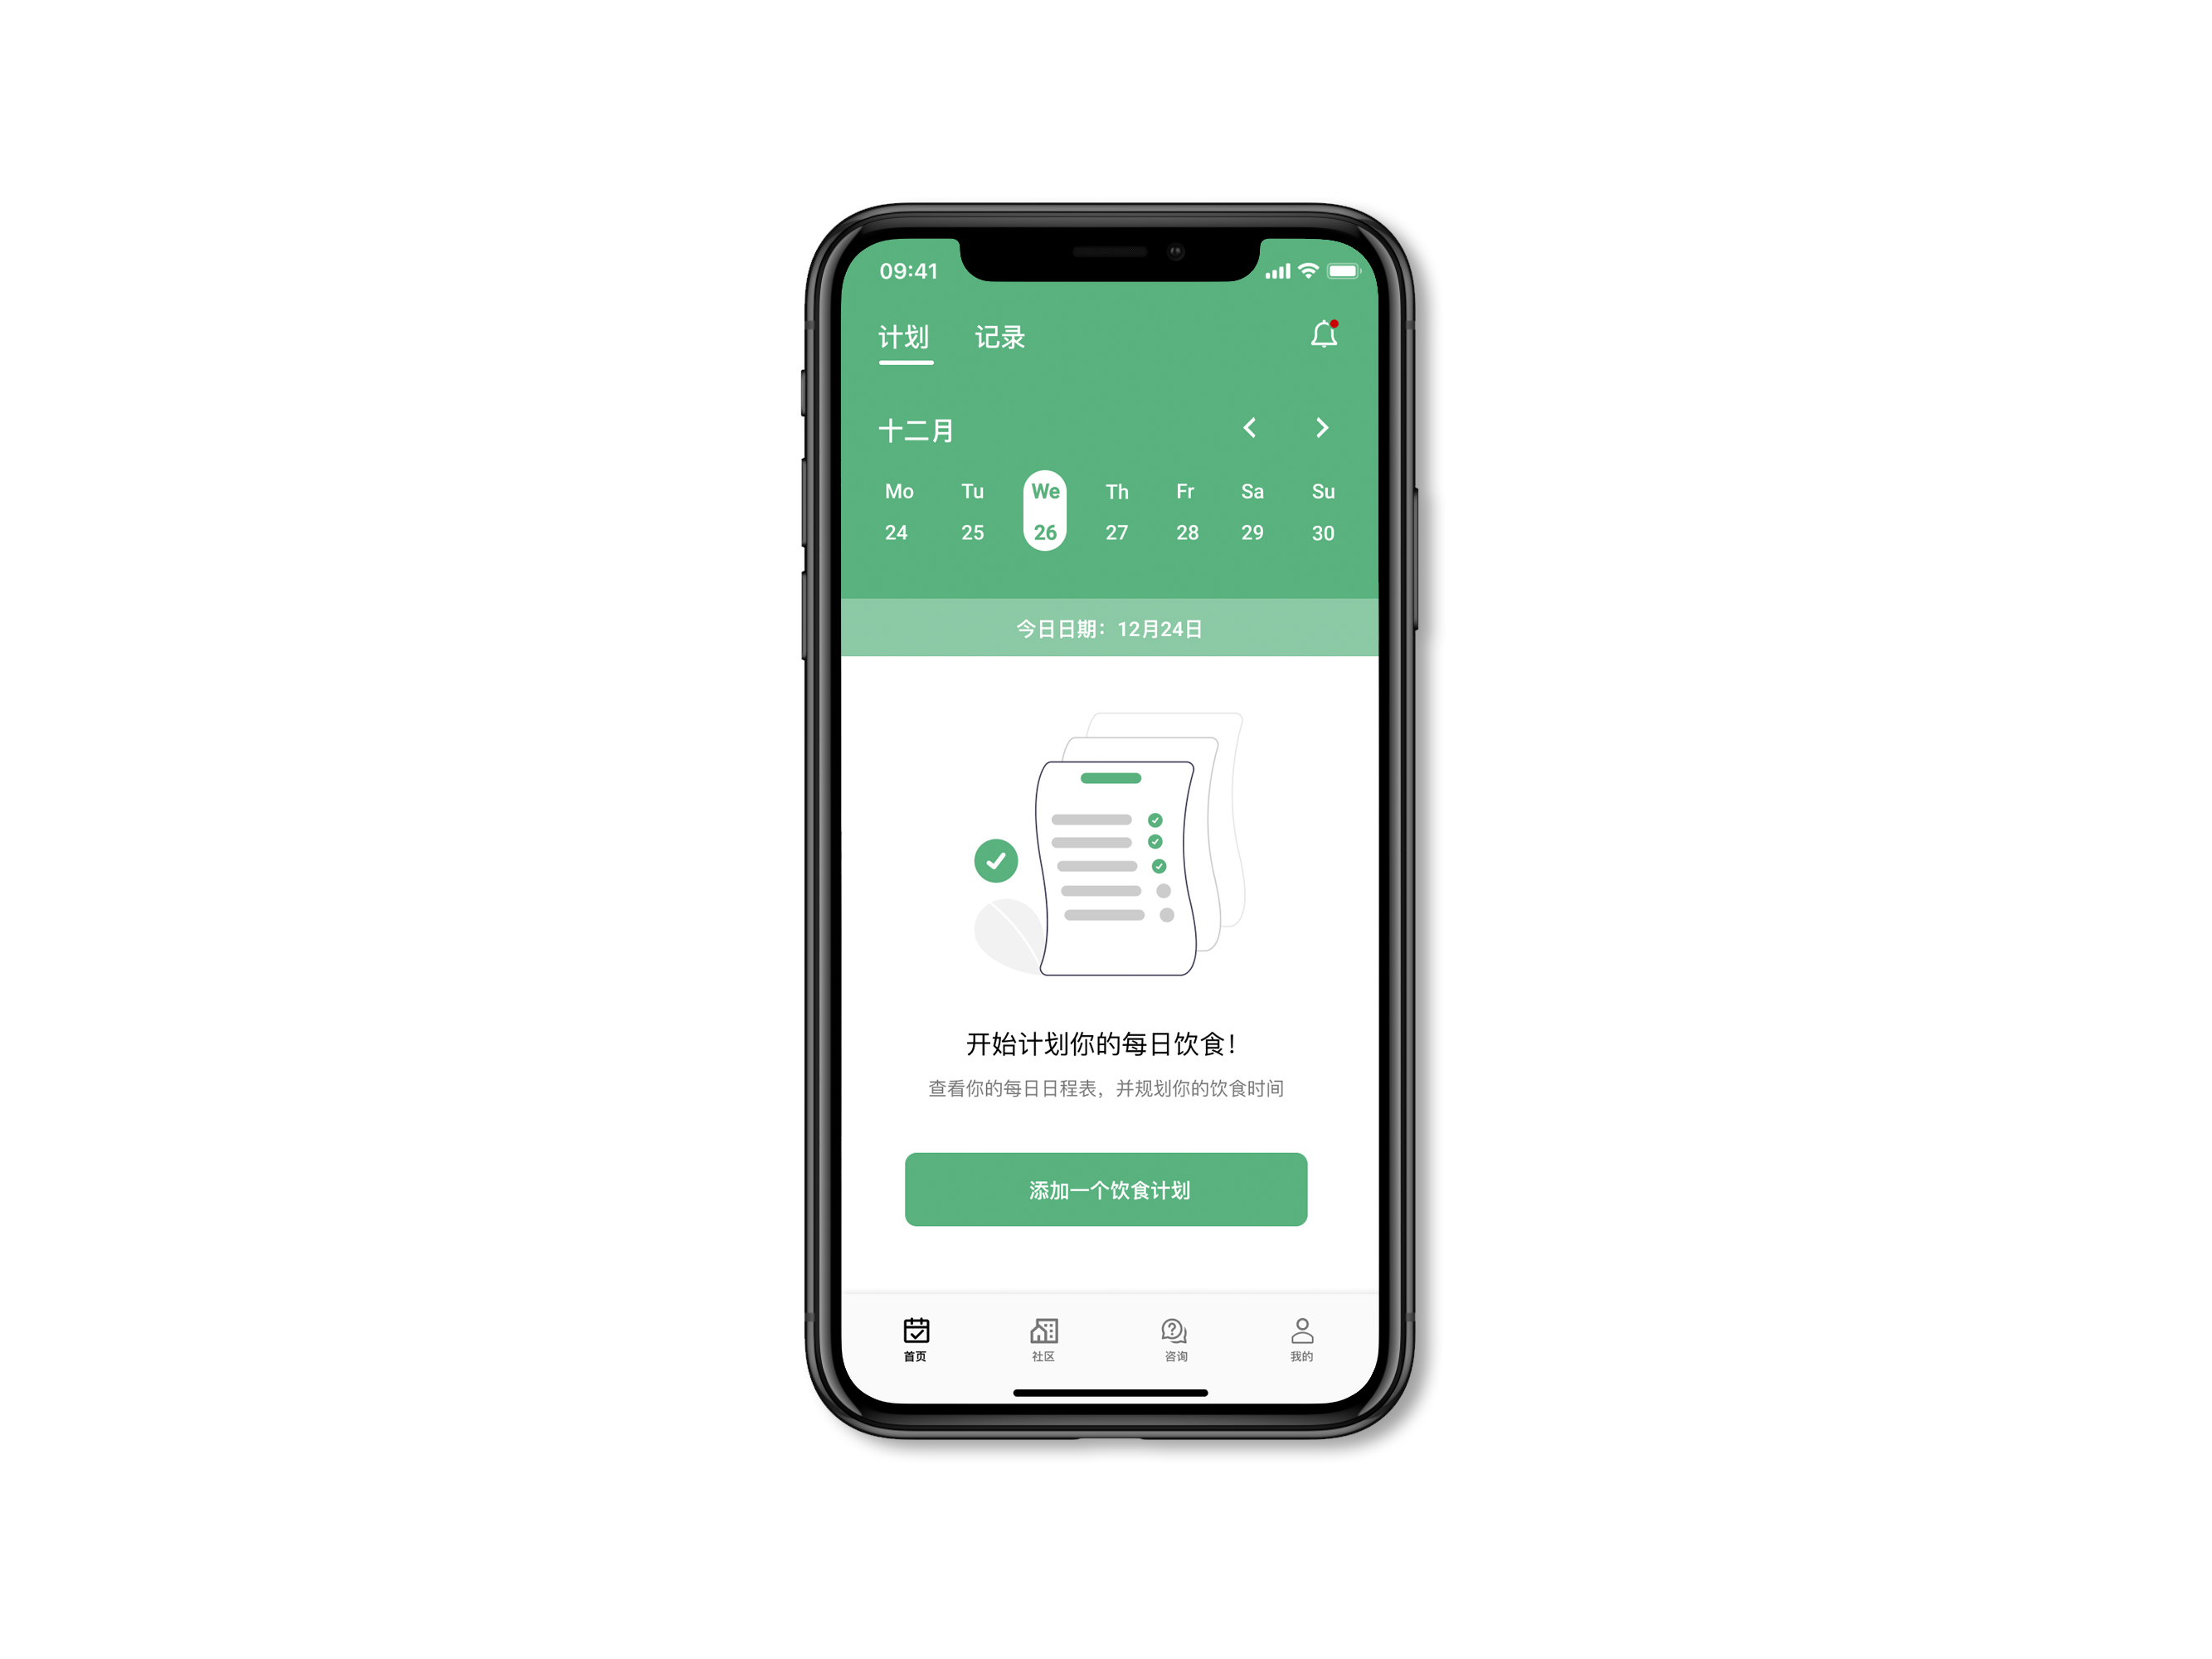 09:41
计划 记录
十二月
Mo Tu We Th Fr Sa Su
24 25 26 27 28 29 30
今日日期：12月24日
开始计划你的每日饮食！
查看你的每日日程表，并规划你的饮食时间
添加一个饮食计划
首页 社区 咨询 我的